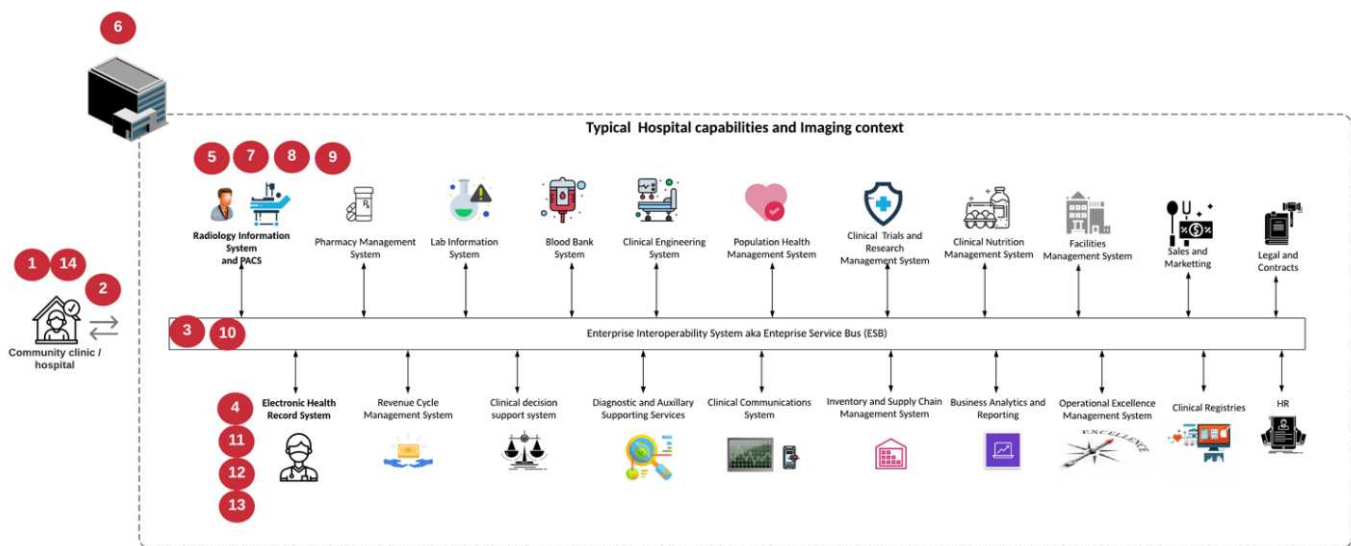 6
Typical Hospital capabilities and Imaging context
5 7 8 9
Radiology Information
System
and PACS
Pharmacy Management
System
Lab Information
System
Blood Bank
System
Clinical Engineering
System
Population Health
Management System
Clinical Trials and
Research
Management System
Clinical Nutrition
Management System
Facilities
Management System
Sales and
Marketting
Legal and
Contracts
1 14
2
Community clinic /
hospital
3 10
Enterprise Interoperability System aka Enteprise Service Bus (ESB)
4
11
12
13
Electronic Health
Record System
Revenue Cycle
Management System
Clinical decision
support system
Diagnostic and Auxillary
Supporting Services
Clinical Communications
System
Inventory and Supply Chain
Management System
Business Analytics and
Reporting
Operational Excellence
Management System
EXCELLENCE
Clinical Registries
HR